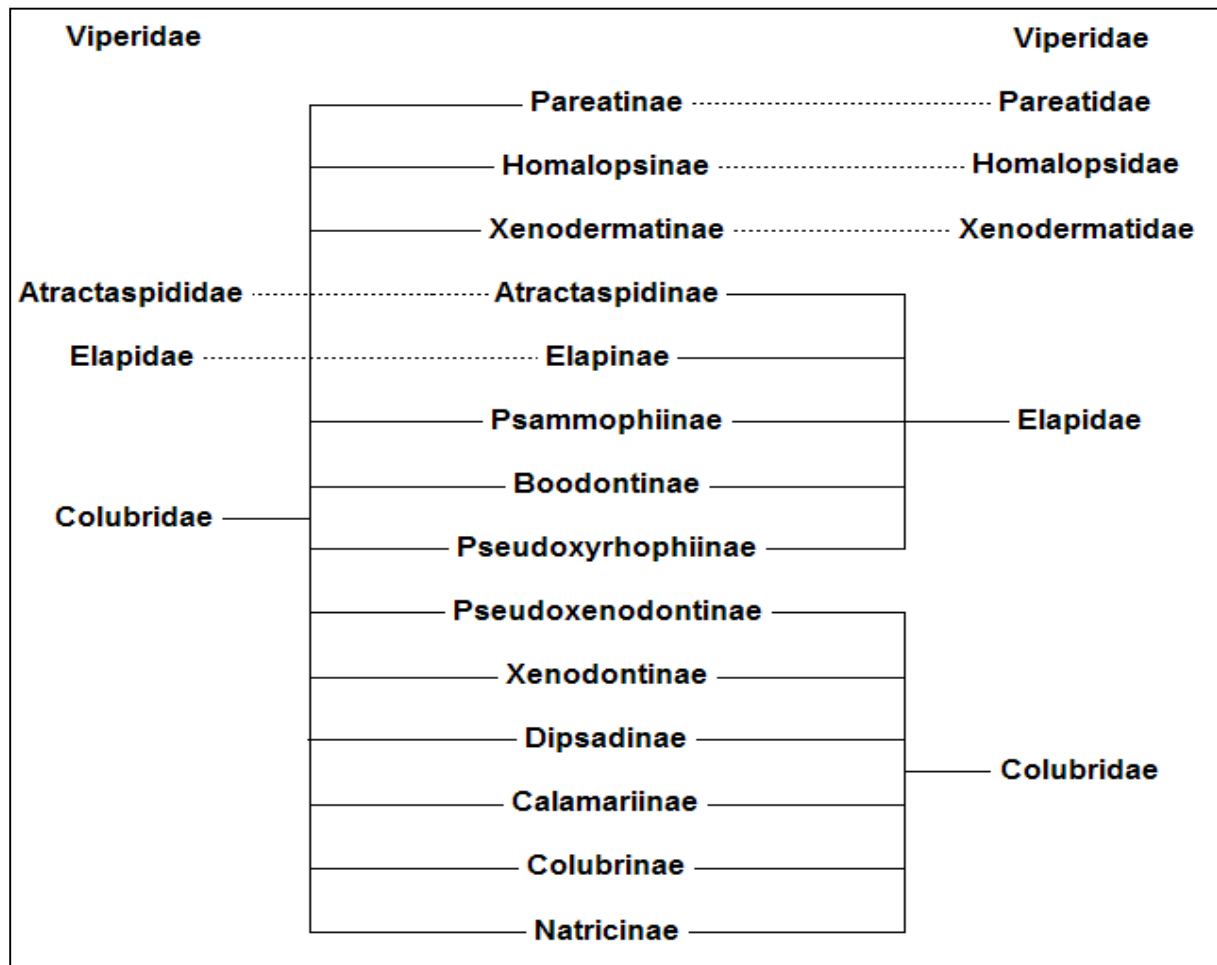 Viperidae Viperidae
Pareatinae Pareatidae
Homalopsinae Homalopsidae
Xenodermatinae Xenodermatidae
Atractaspididae Atractaspidinae
Elapidae Elapinae
Psammophiinae Elapidae
Boodontinae
Colubridae
Pseudoxyrhophiinae
Pseudoxenodontinae
Xenodontinae
Dipsadinae
Colubridae
Calamariinae
Colubrinae
Natricinae